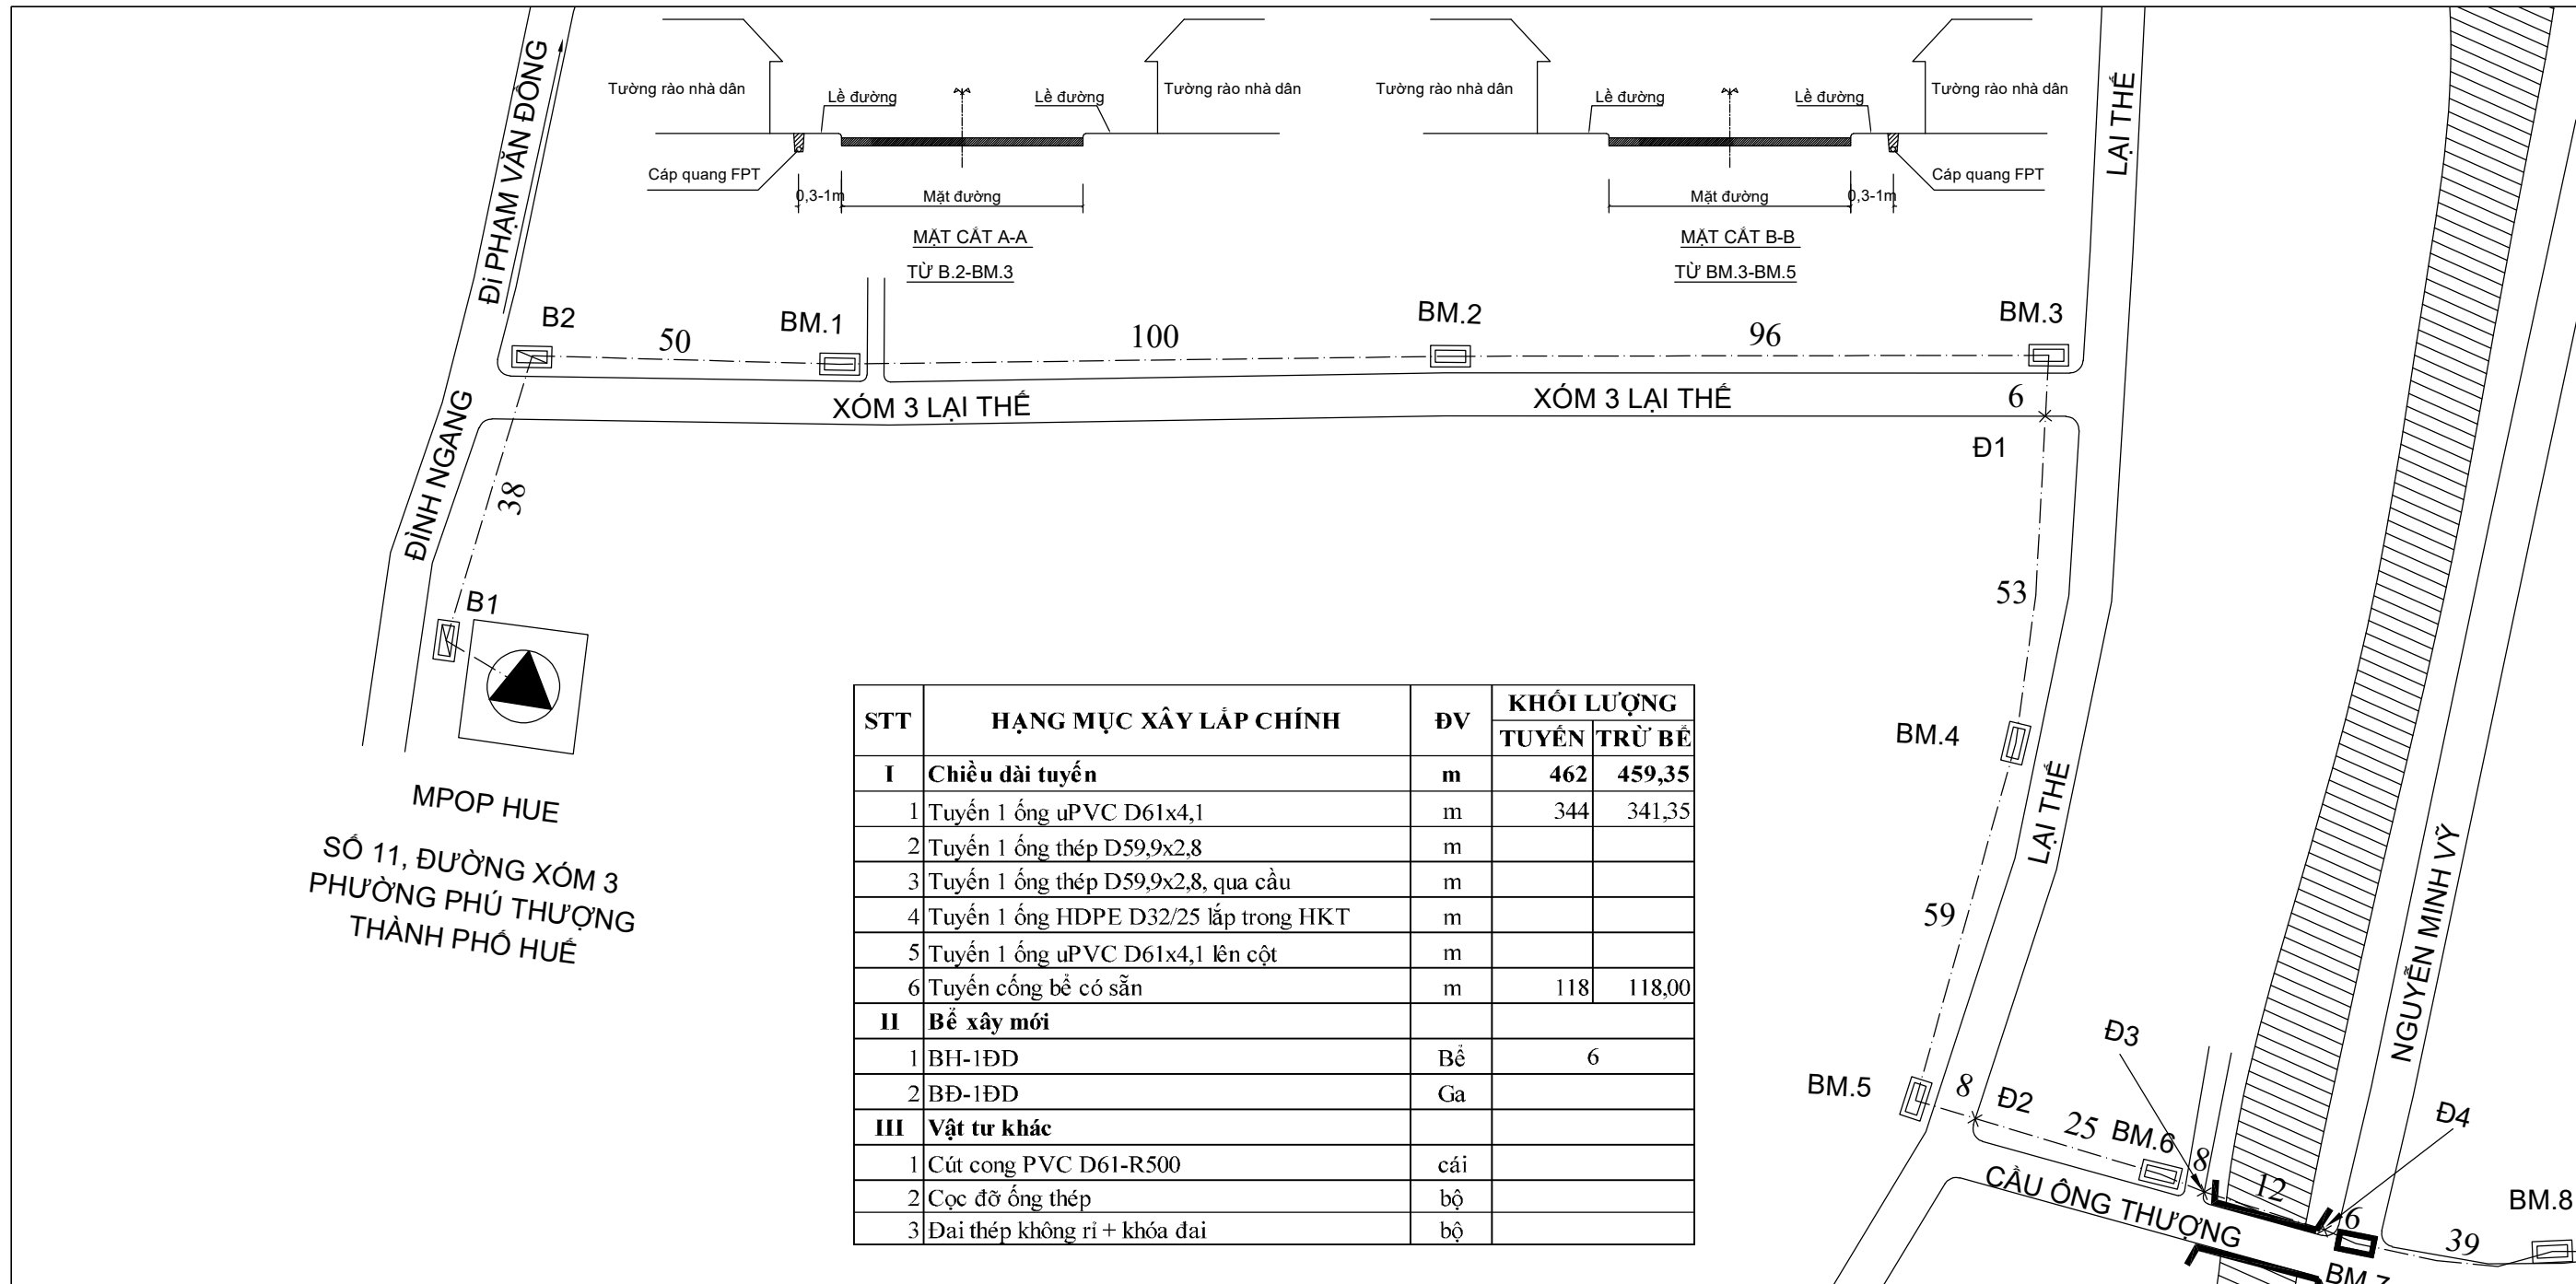 Tường rào nhà dân
Lề đường
Lề đường
Tường rào nhà dân
Cáp quang FPT
0,3-1m
Mặt đường
MẶT CẮT A-A
TỪ B.2-BM.3
Tường rào nhà dân
Lề đường
Lề đường
Tường rào nhà dân
Cáp quang FPT
Mặt đường
0,3-1m
MẶT CẮT B-B
TỪ BM.3-BM.5
Đi PHẠM VĂN ĐỒNG
LẠI THẾ
B2
50
BM.1
100
BM.2
96
BM.3
XÓM 3 LẠI THẾ
XÓM 3 LẠI THẾ
6
Đ1
ĐÌNH NGANG
38
B1
53
BM.4
LẠI THẾ
59
NGUYỄN MINH VỸ
MPOP HUE
SỐ 11, ĐƯỜNG XÓM 3
PHƯỜNG PHÚ THƯỢNG
THÀNH PHỐ HUẾ
STT HẠNG MỤC XÂY LẮP CHÍNH ĐV KHỐI LƯỢNG
TUYẾN TRỪ BỂ
I Chiều dài tuyến m 462 459,35
1 Tuyến 1 ống uPVC D61x4,1 m 344 341,35
2 Tuyến 1 ống thép D59,9x2,8 m
3 Tuyến 1 ống thép D59,9x2,8, qua cầu m
4 Tuyến 1 ống HDPE D32/25 lắp trong HKT m
5 Tuyến 1 ống uPVC D61x4,1 lên cột m
6 Tuyến cống bể có sẵn m 118 118,00
II Bể xây mới
1 BH-1ĐD Bể 6
2 BĐ-1ĐD Ga
III Vật tư khác
1 Cút cong PVC D61-R500 cái
2 Cọc đỡ ống thép bộ
3 Đai thép không rỉ + khóa đai bộ
BM.5
8
Đ2
25
BM.6
Đ3
8
12
Đ4
6
CẦU ÔNG THƯỢNG
39
BM.8
BM.7